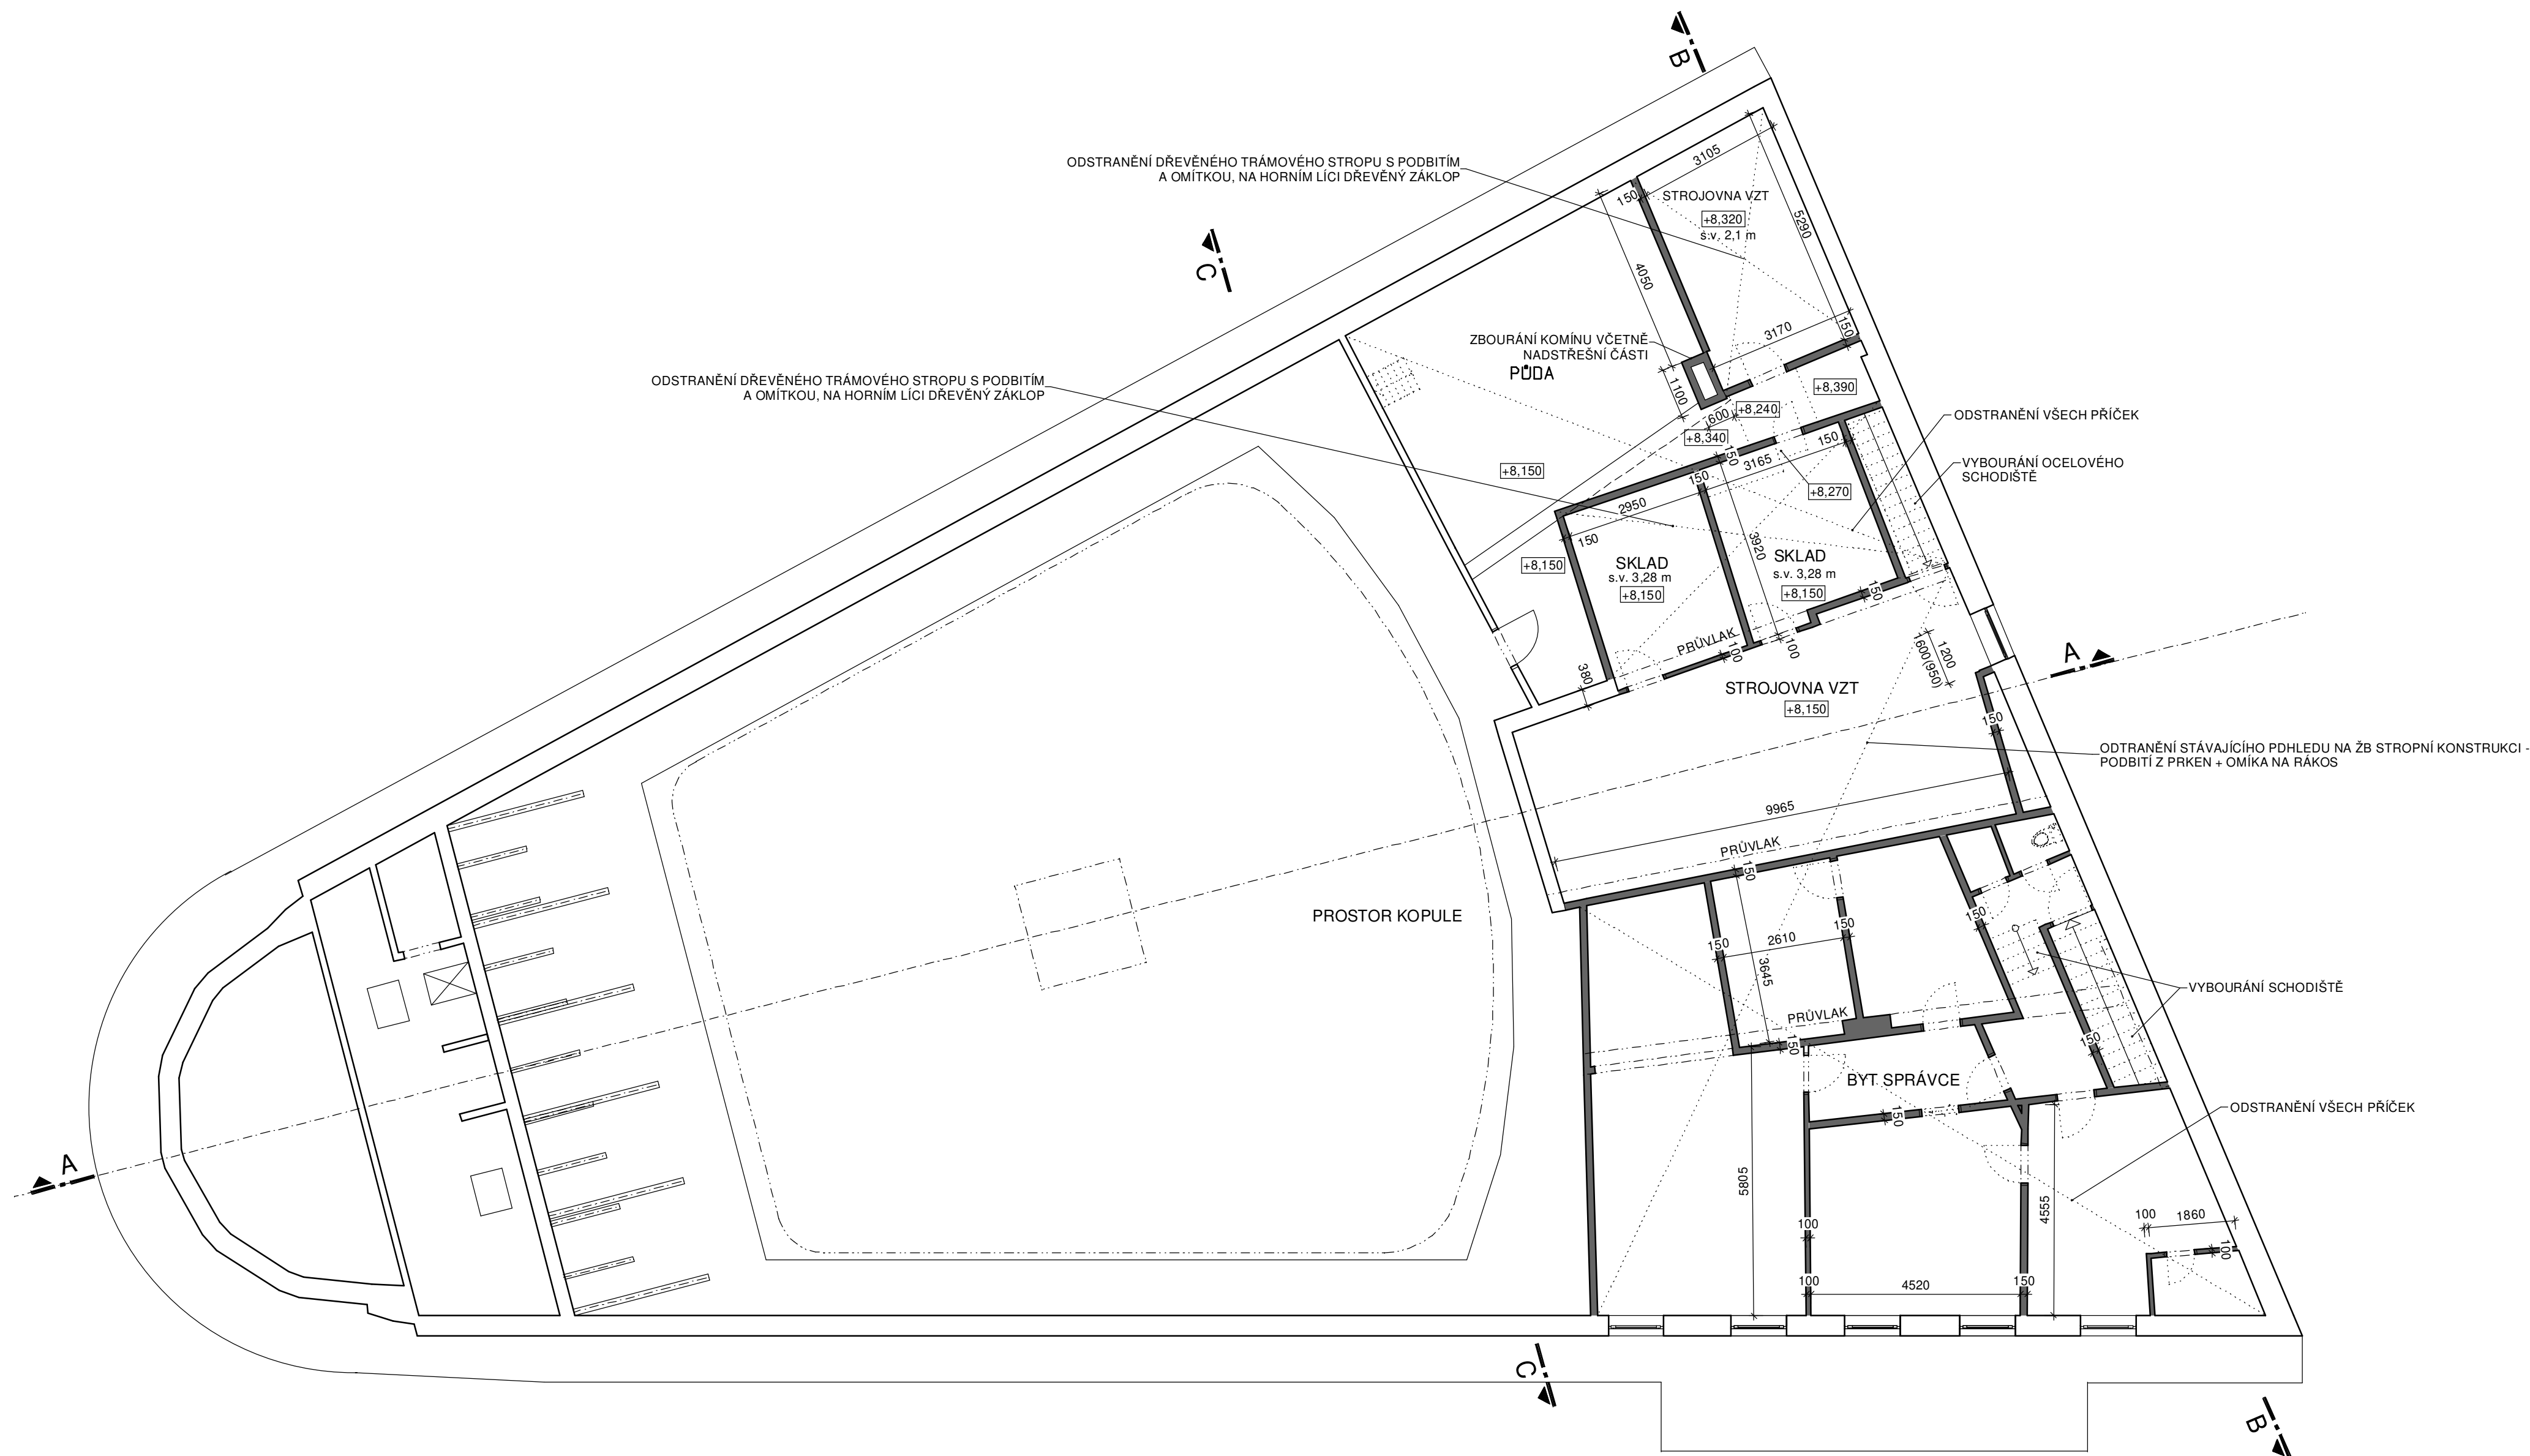 B
ODSTRANĚNÍ DŘEVĚNÉHO TRÁMOVÉHO STROPU S PODBITÍM
A OMÍTKOU, NA HORNÍM LÍCI DŘEVĚNÝ ZÁKLOP
3105
150
STROJOVNA VZT
+8,320
s.v. 2,1 m
5290
C
4050
ZBOURÁNÍ KOMÍNU VČETNĚ
NADSTŘEŠNÍ ČÁSTI
PŮDA
3170
150
1100
+8,390
ODSTRANĚNÍ DŘEVĚNÉHO TRÁMOVÉHO STROPU S PODBITÍM
A OMÍTKOU, NA HORNÍM LÍCI DŘEVĚNÝ ZÁKLOP
600
+8,240
+8,340
ODSTRANĚNÍ VŠECH PŘÍČEK
150
150
3165
+8,150
VYBOURÁNÍ OCELOVÉHO
SCHODIŠTĚ
150
+8,270
2950
150
3920
+8,150
SKLAD
s.v. 3,28 m
+8,150
SKLAD
s.v. 3,28 m
+8,150
150
PRŮVLAK
100
100
380
1200
1600(950)
A
STROJOVNA VZT
+8,150
150
ODTRANĚNÍ STÁVAJÍCÍHO PDHLEDU NA ŽB STROPNÍ KONSTRUKCI -
PODBITÍ Z PRKEN + OMÍKA NA RÁKOS
9965
PRŮVLAK
150
PROSTOR KOPULE
150
2610
150
150
3645
VYBOURÁNÍ SCHODIŠTĚ
PRŮVLAK
150
150
BYT SPRÁVCE
150
ODSTRANĚNÍ VŠECH PŘÍČEK
A
5805
4555
100
100
1860
100
100
4520
150
C
B